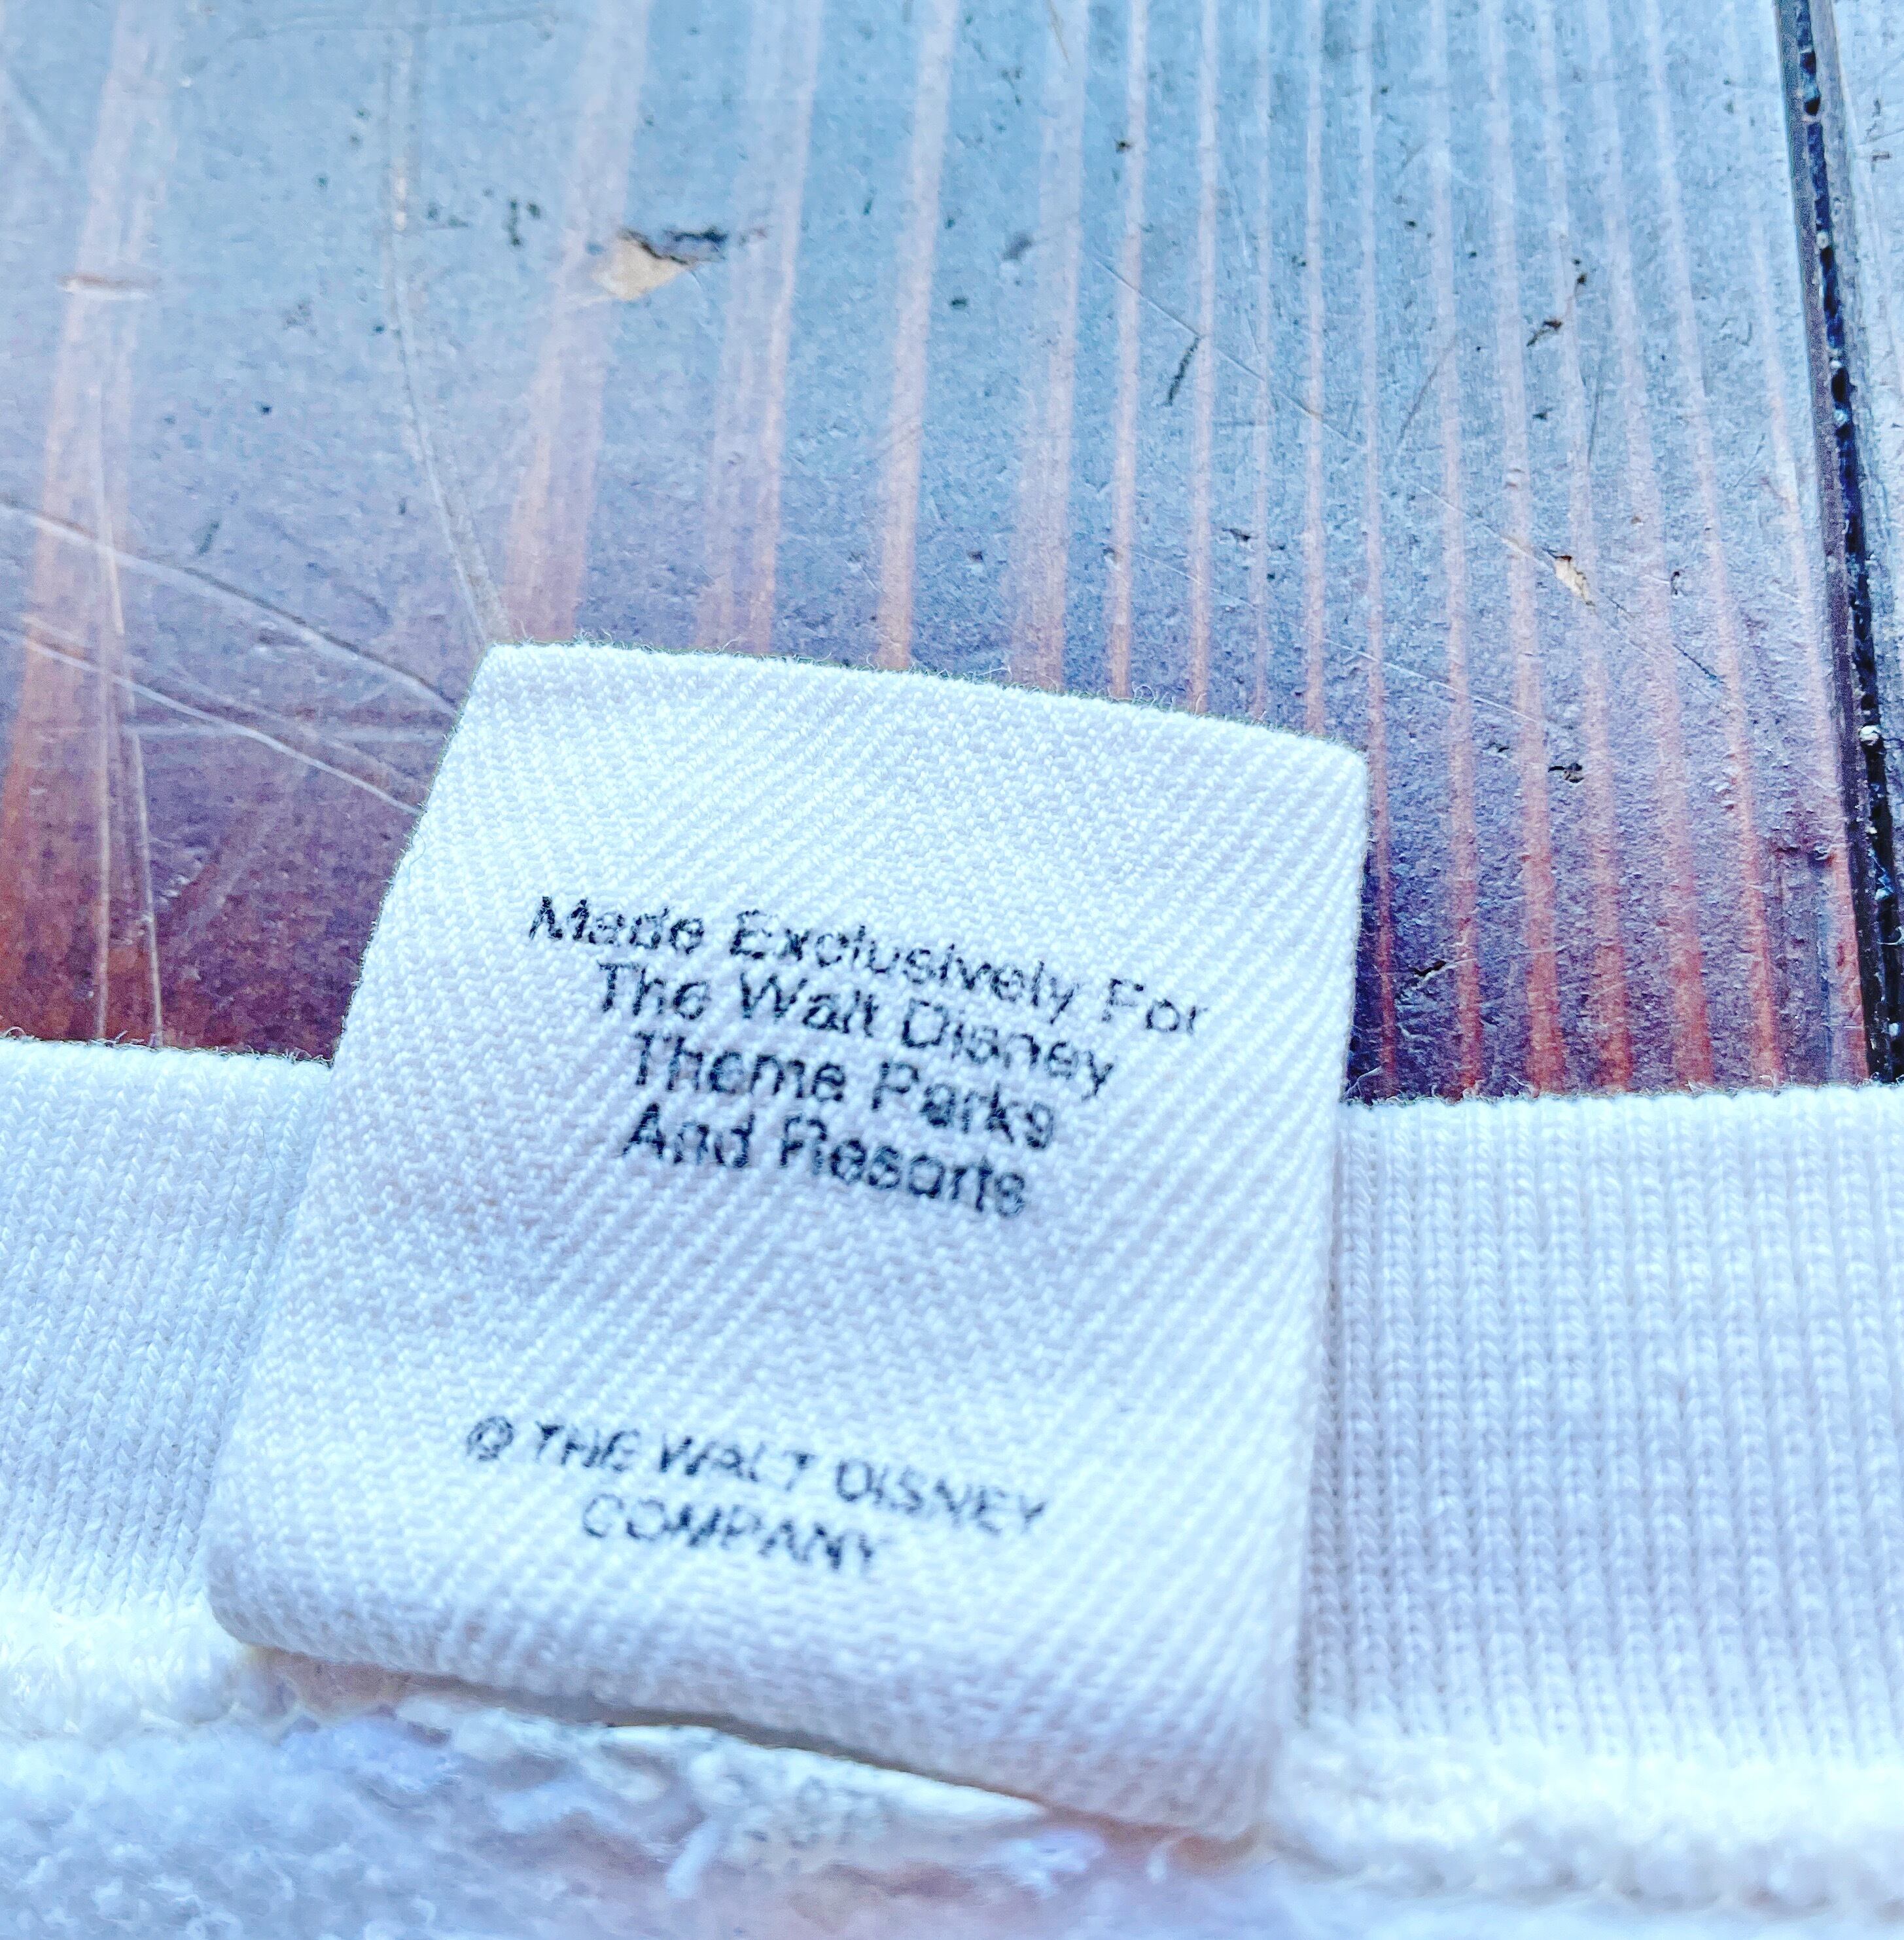 Made Exclusively For
The Walt Disney
Theme Parks
And Resorts
© THE WALT DISNEY
COMPANY